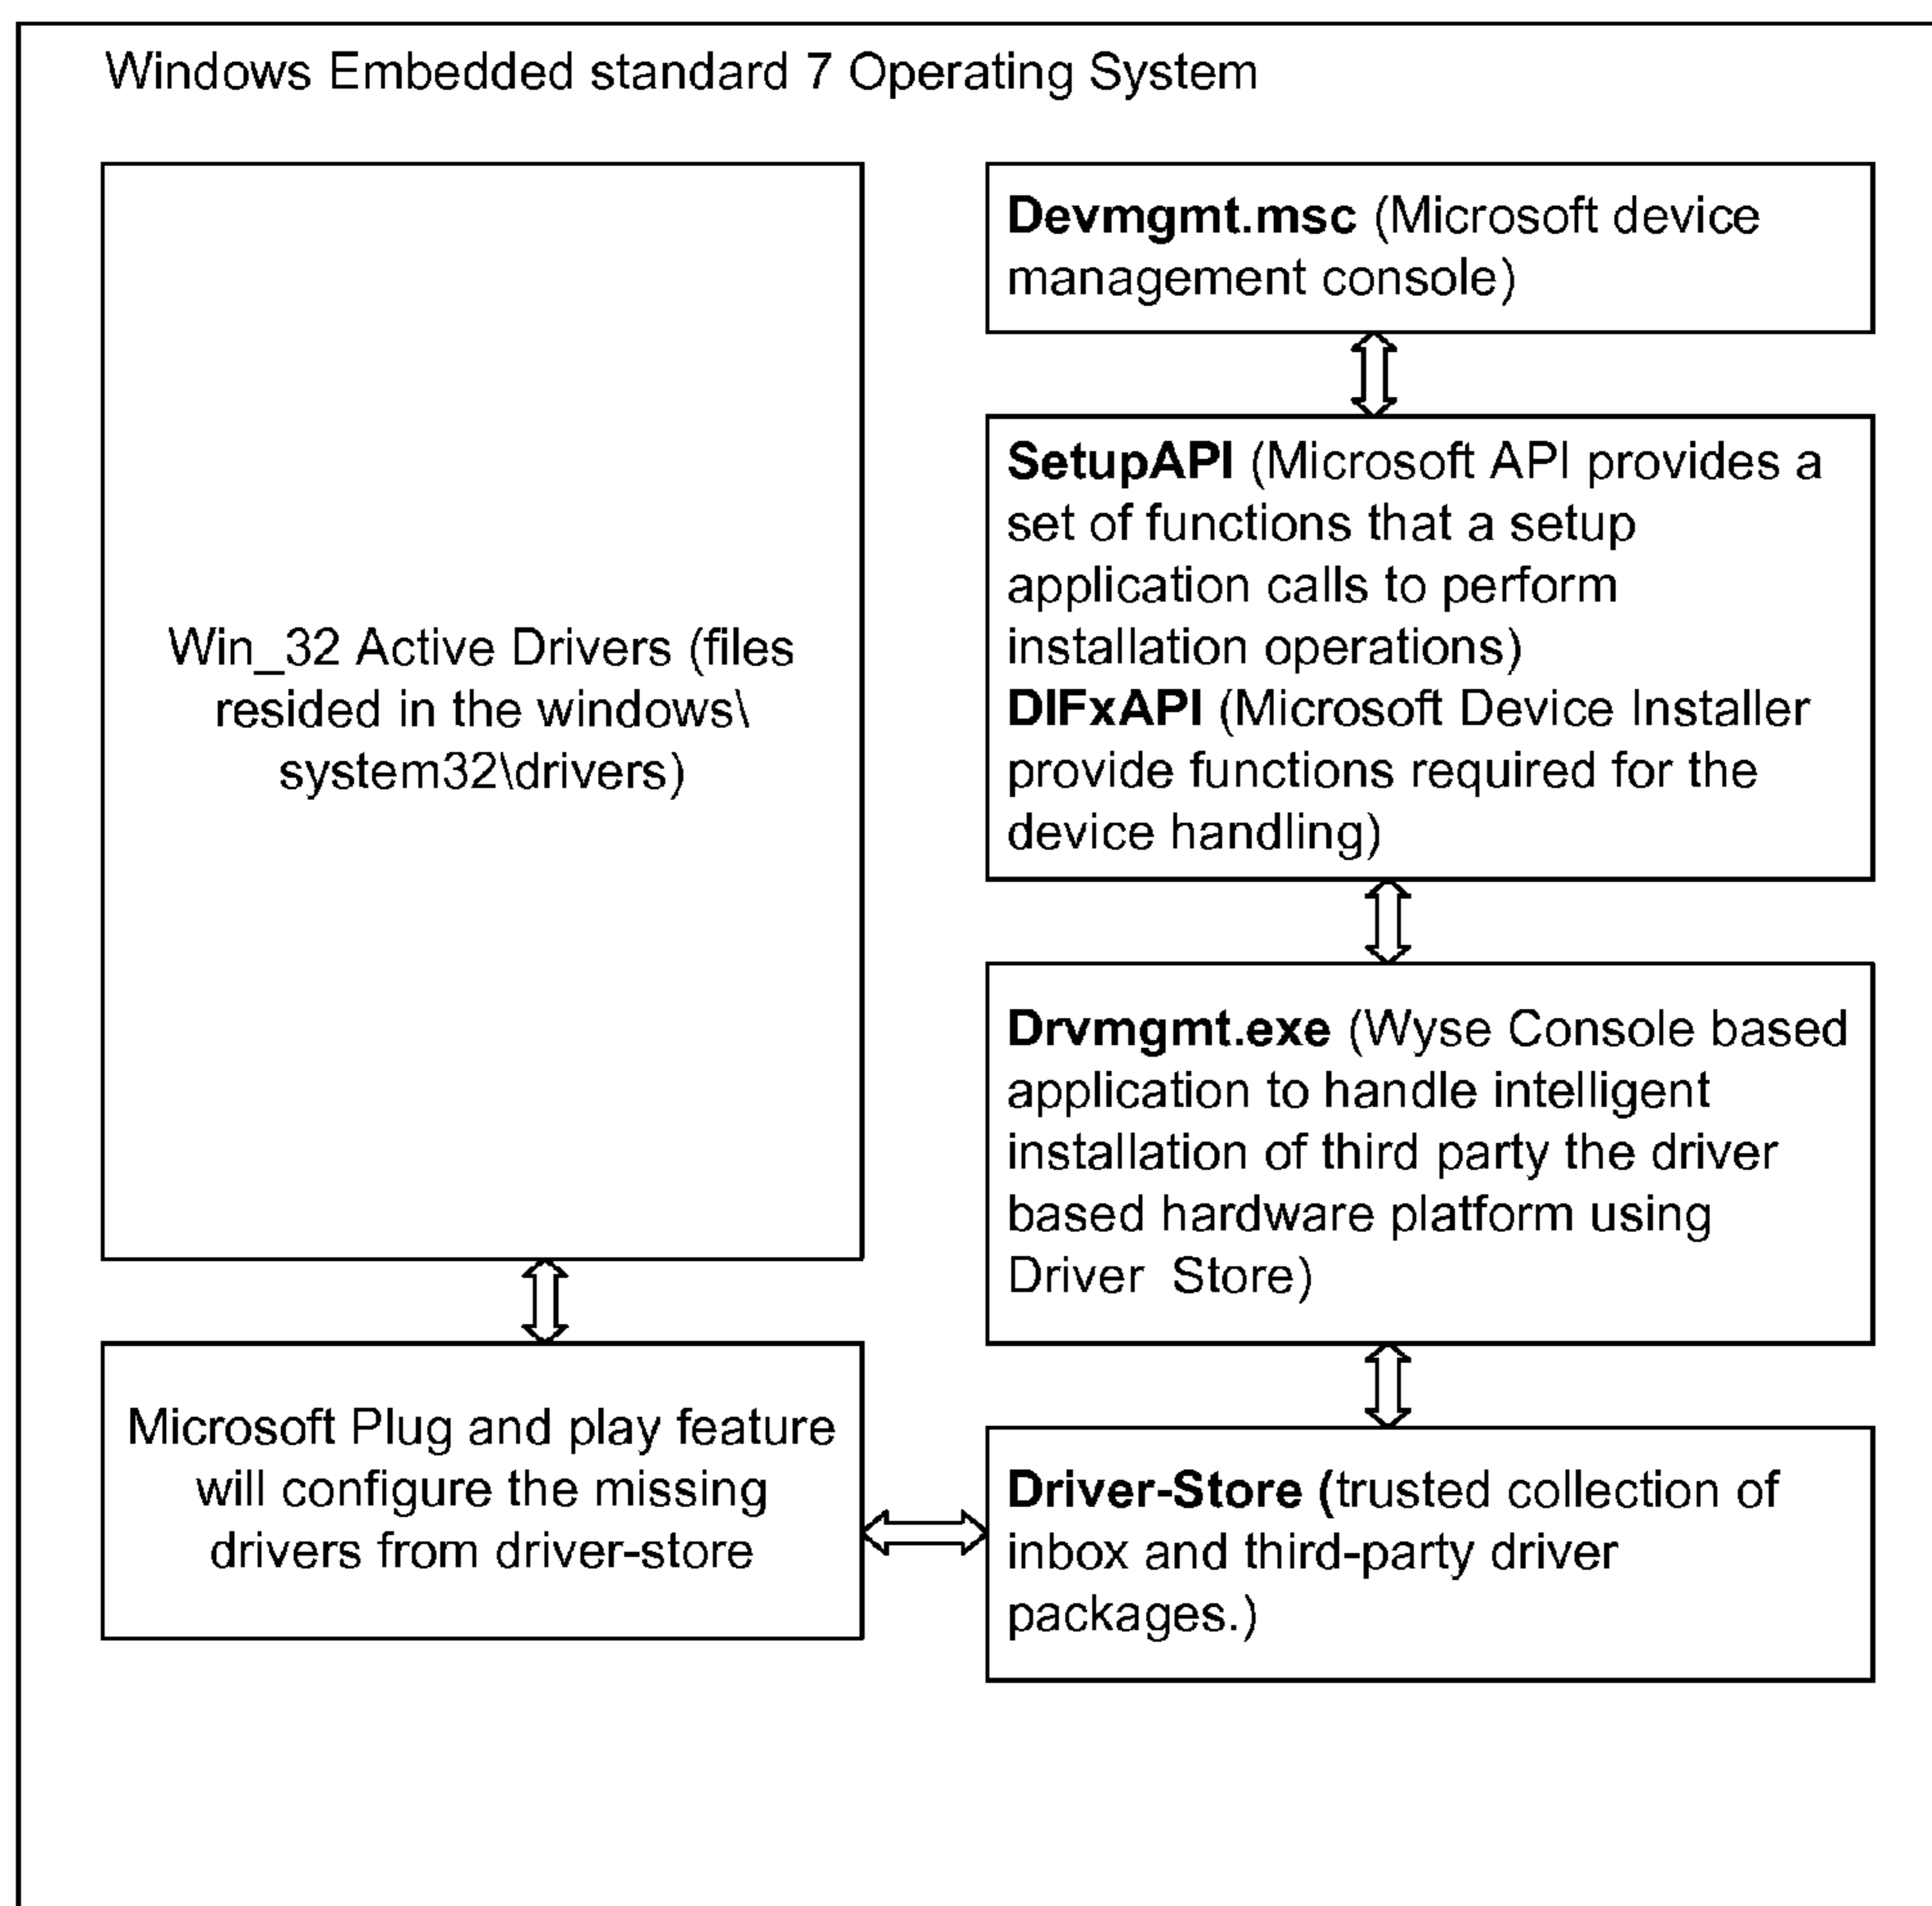 Windows Embedded standard 7 Operating System
Win_32 Active Drivers (files
resided in the windows\
system32\drivers)
Microsoft Plug and play feature
will configure the missing
drivers from driver-store
Devmgmt.msc (Microsoft device
management console)
SetupAPI (Microsoft API provides a
set of functions that a setup
application calls to perform
installation operations)
DIFxAPI (Microsoft Device Installer
provide functions required for the
device handling)
Drvmgmt.exe (Wyse Console based
application to handle intelligent
installation of third party the driver
based hardware platform using
Driver  Store)
Driver-Store (trusted collection of
inbox and third-party driver
packages.)